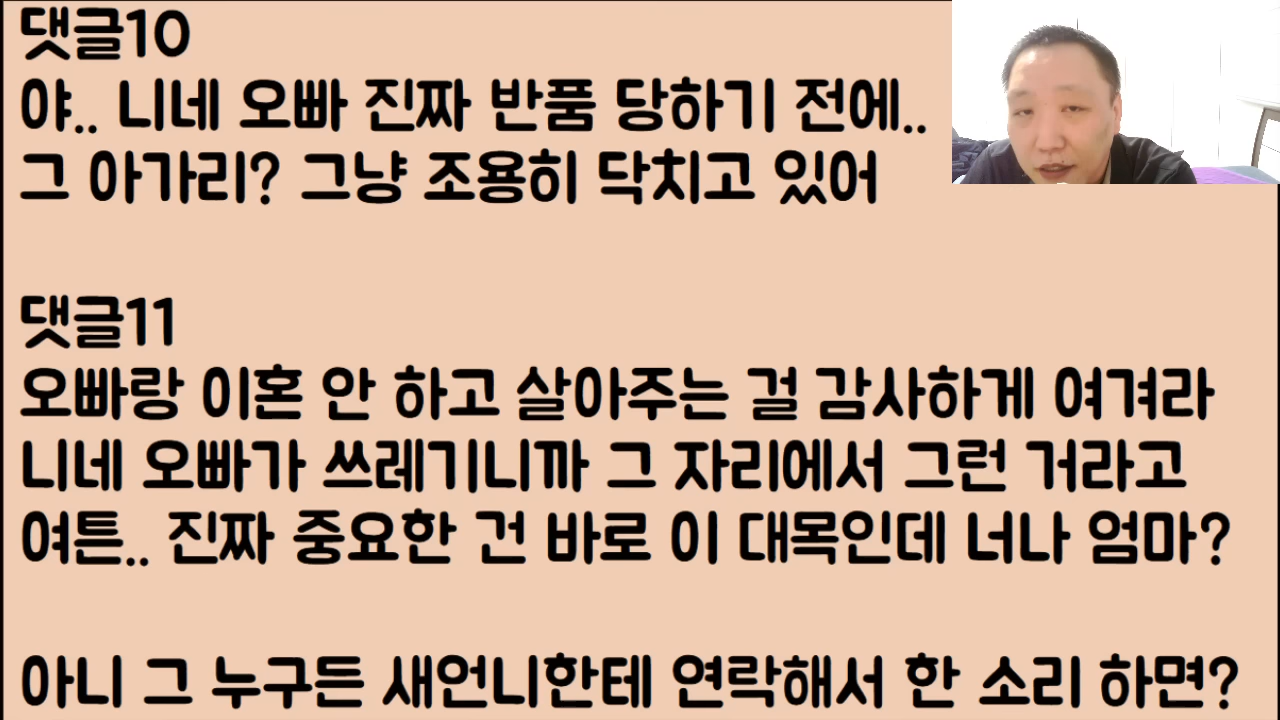 댓글10
야.. 니네 오빠 진짜 반품 당하기 전에..
그 아가리? 그냥 조용히 닥치고 있어
댓글11
오빠랑 이혼 안 하고 살아주는 걸 감사하게 여겨라
니네 오빠가 쓰레기니까 그 자리에서 그런 거라고
여튼.. 진짜 중요한 건 바로 이 대목인데 너나 엄마?
아니 그 누구든 새언니한테 연락해서 한 소리 하면?